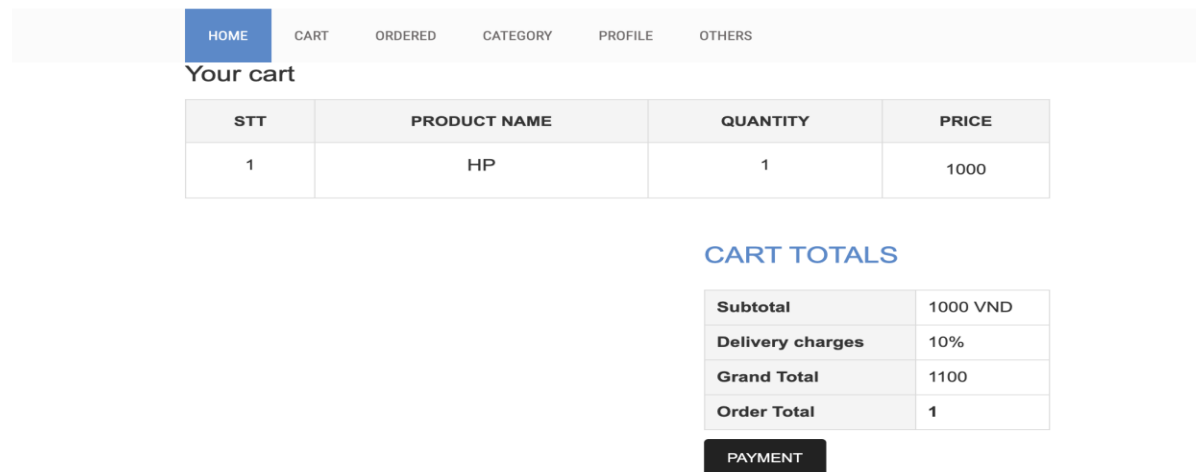 HOME CART ORDERED CATEGORY PROFILE OTHERS
Your cart
STT PRODUCT NAME QUANTITY PRICE
1 HP 1 1000
CART TOTALS
Subtotal 1000 VND
Delivery charges 10%
Grand Total 1100
Order Total 1
PAYMENT